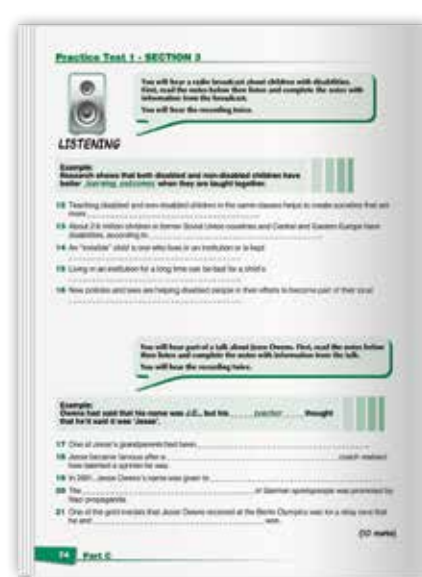 Practice Test 1 - SECTION 3
You will hear a radio broadcast about children with disabilities.
First, read the notes below then listen and complete the notes with
information from the broadcast.
You will hear the recording twice.
LISTENING
Example:
Research shows that both disabled and non-disabled children have
better learning outcomes when they are taught together.
12 Teaching disabled and non-disabled children in the same classes helps to create societies that are
more
13 About 2.6 million children in former Soviet Union countries and Central and Eastern Europe have
disabilities, according to
14 An "invisible" child is one who lives in an institution or is kept
15 Living in an institution for a long time can be bad for a child's
16 New policies and laws are helping disabled people in their efforts to become part of their local
You will hear part of a talk about Jesse Owens. First, read the notes below
then listen and complete the notes with information from the talk.
You will hear the recording twice.
Example:
Owens had said that his name was J.C., but his teacher thought
that he'd said it was 'Jesse'.
17 One of Jesse's grandparents had been
18 Jesse became famous after a coach realised
how talented a sprinter he was.
19 In 2001, Jesse Owens's name was given to
20 The of German sportspeople was promoted by
Nazi propaganda.
21 One of the gold medals that Jesse Owens received at the Berlin Olympics was for a relay race that
he and won.
(10 marks)
74 Part C